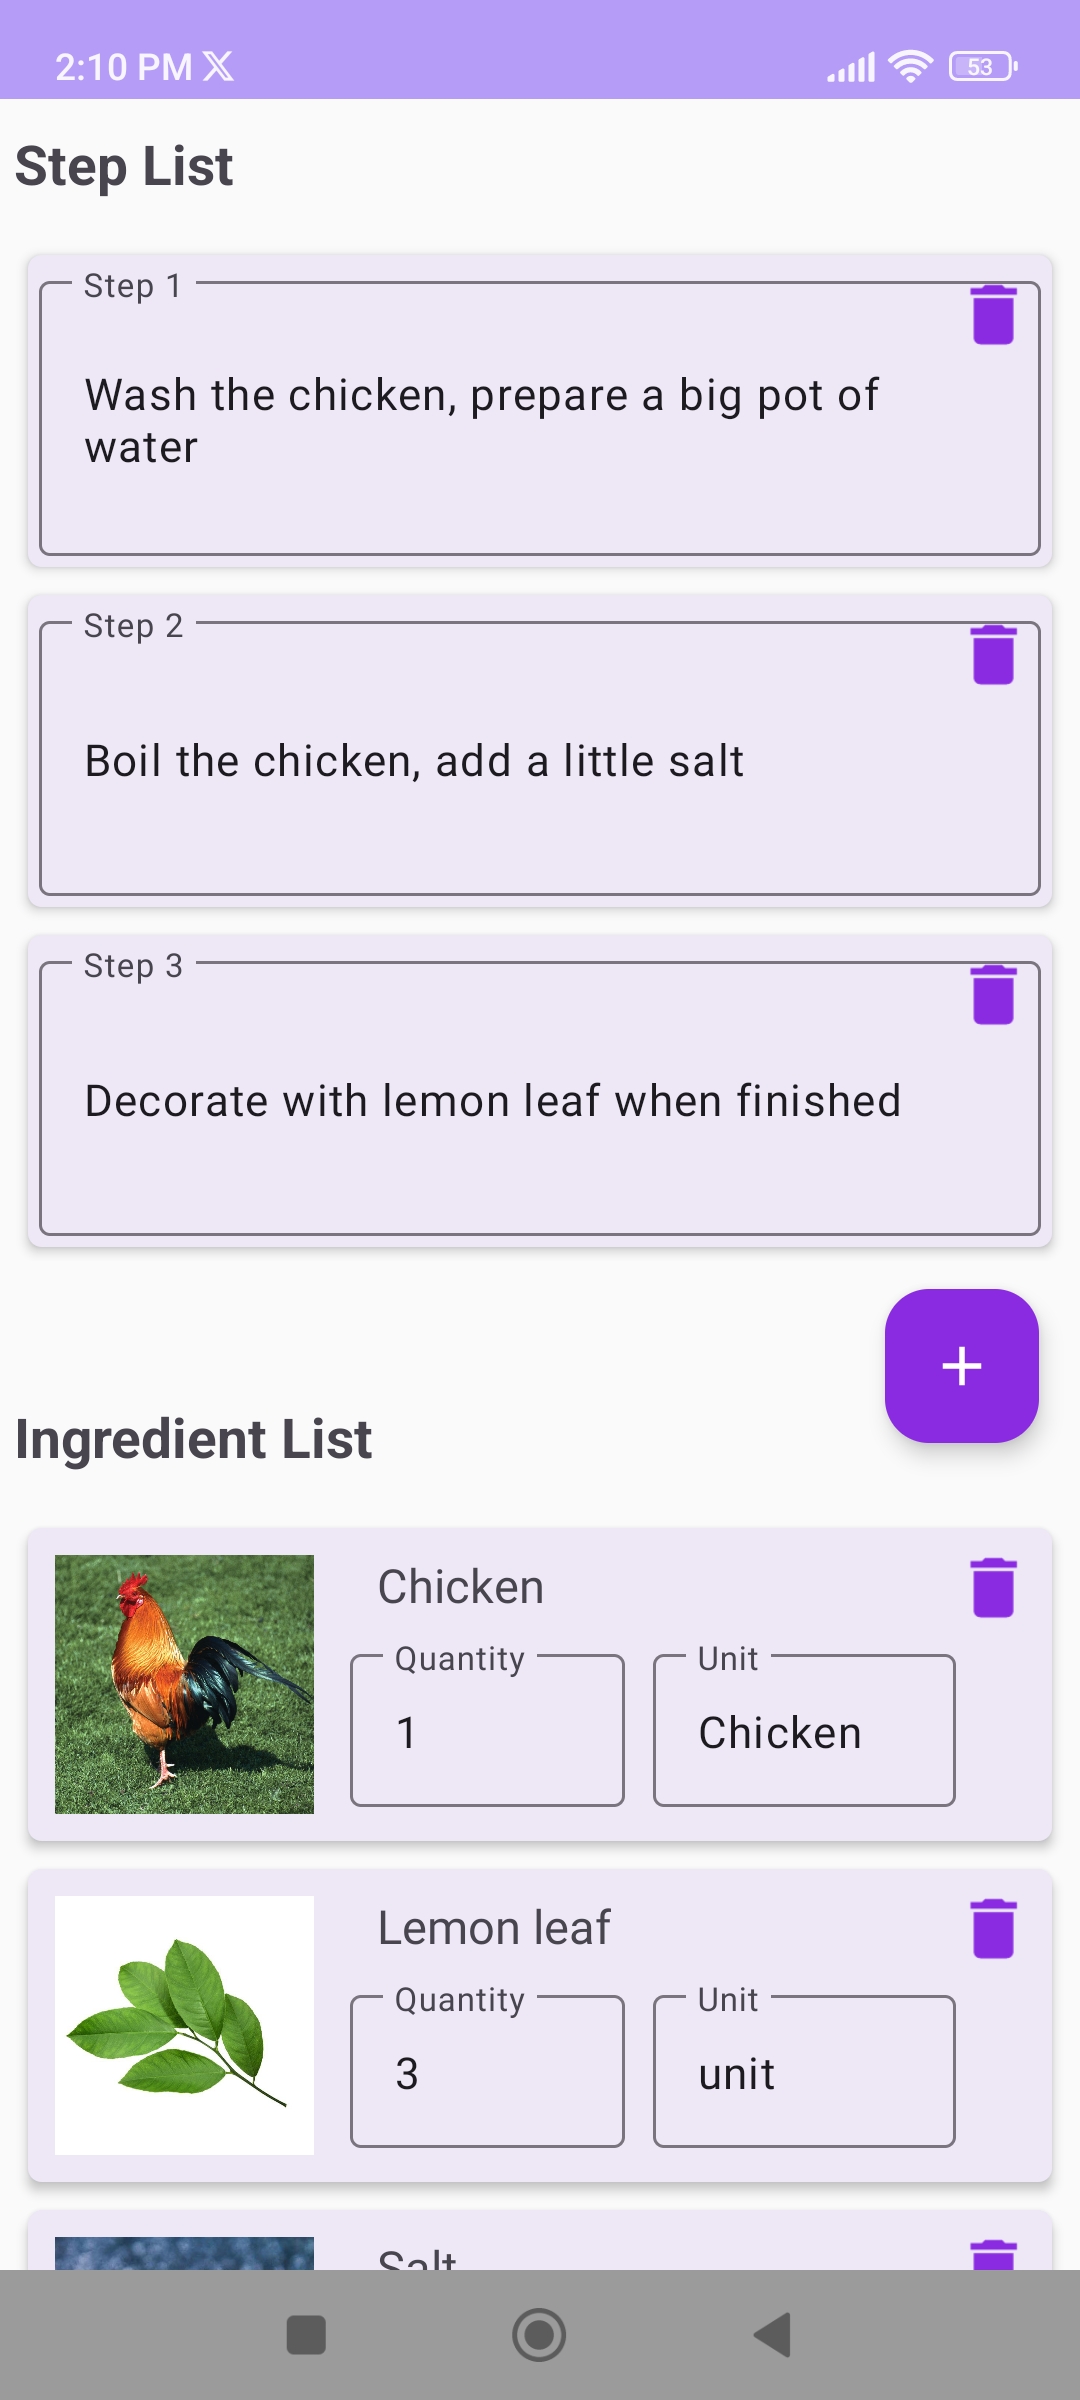 2:10 PM
53
Step List
Step 1
Wash the chicken, prepare a big pot of
water
Step 2
Boil the chicken, add a little salt
Step 3
Decorate with lemon leaf when finished
Ingredient List
Chicken
Quantity
Unit
1
Chicken
Lemon leaf
Quantity
Unit
3
unit
Salt